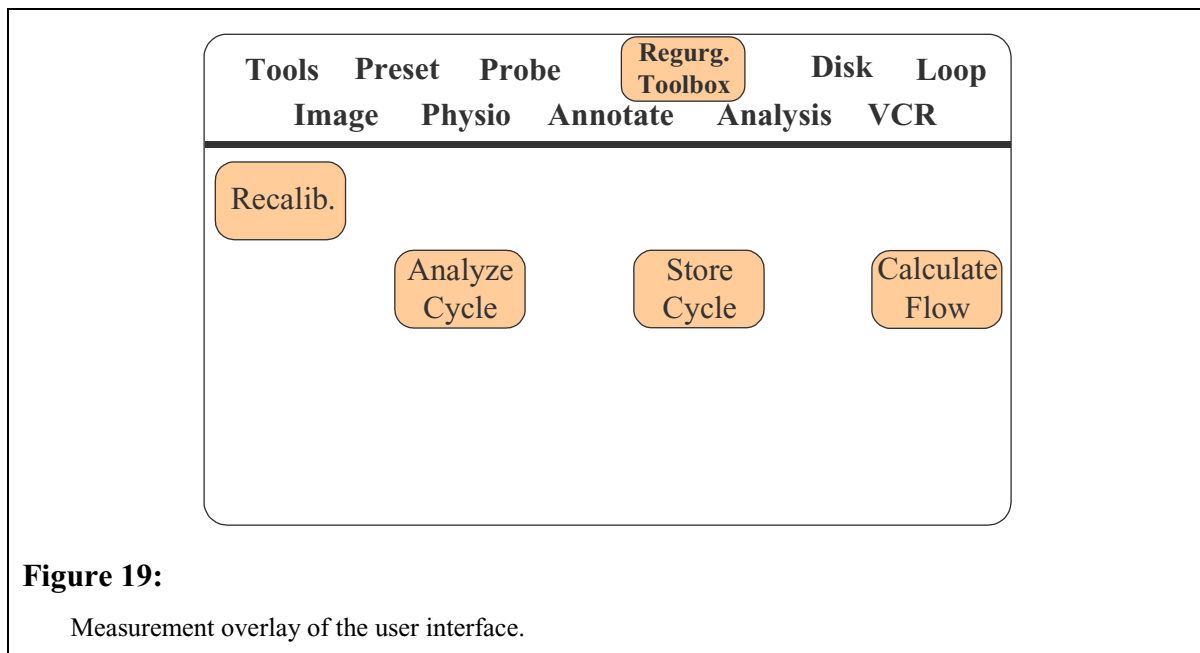 Tools Preset Probe Regurg. Toolbox Disk Loop
Image Physio Annotate Analysis VCR
Recalib.
Analyze Cycle
Store Cycle
Calculate Flow
Figure 19:
Measurement overlay of the user interface.